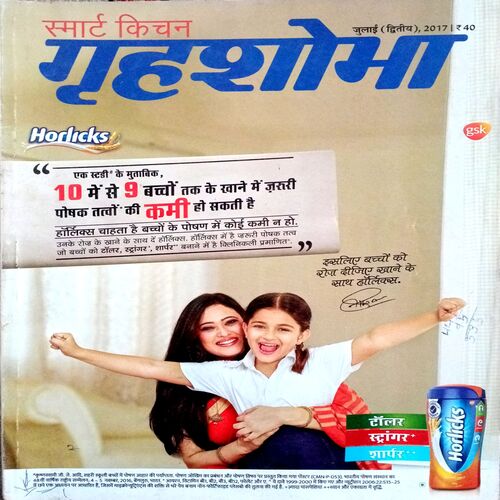 स्मार्ट किचन
जुलाई (द्वितीय), 2017 | ₹ 40
गृहशोभा
Horlicks
gsk
“
एक स्टडी* के मुताबिक,
10 में से 9 बच्चों तक के खाने में ज़रुरी
पोषक तत्वों की कमी हो सकती है
हॉर्लिक्स चाहता है बच्चों के पोषण में कोई कमी न हो.
उनके रोज़ के खाने के साथ दें हॉर्लिक्स. हॉर्लिक्स में है ज़रूरी पोषक तत्व
जो बच्चों को टॉलर, स्ट्रांगर+, शार्पर++ बनाने में है क्लिनिकली प्रमाणित^.
”
इसलिए बच्चों को
रोज़ दीजिए खाने के
साथ हॉर्लिक्स.
टॉलर
स्ट्रांगर+
शार्पर++
Horlicks